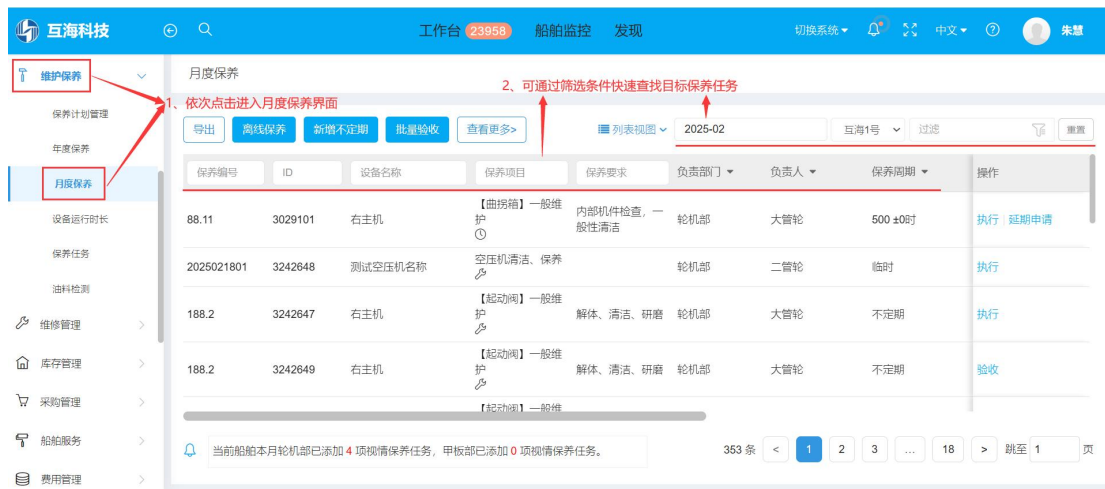 互海科技
工作台 23958 船舶监控 发现
切换系统 中文 朱慧
维护保养
保养计划管理
年度保养
月度保养
设备运行时长
保养任务
油料检测
维修管理
库存管理
采购管理
船舶服务
费用管理
月度保养
1、依次点击进入月度保养界面
2、可通过筛选条件快速查找目标保养任务
导出 离线保养 新增不定期 批量验收 查看更多> 列表视图 2025-02 互海1号 过滤 重置
保养编号 ID 设备名称 保养项目 保养要求 负责部门 负责人 保养周期 操作
88.11 3029101 右主机 【曲拐箱】一般维护 内部机件检查，一般性清洁 轮机部 大管轮 500 ±0时 执行 延期申请
2025021801 3242648 测试空压机名称 空压机清洁、保养 轮机部 二管轮 临时 执行
188.2 3242647 右主机 【起动阀】一般维护 解体、清洁、研磨 轮机部 大管轮 不定期 执行
188.2 3242649 右主机 【起动阀】一般维护 解体、清洁、研磨 轮机部 大管轮 不定期 验收
【起动阀】一般维
当前船舶本月轮机部已添加 4 项视情保养任务，甲板部已添加 0 项视情保养任务。
353 条 < 1 2 3 ... 18 > 跳至 1 页